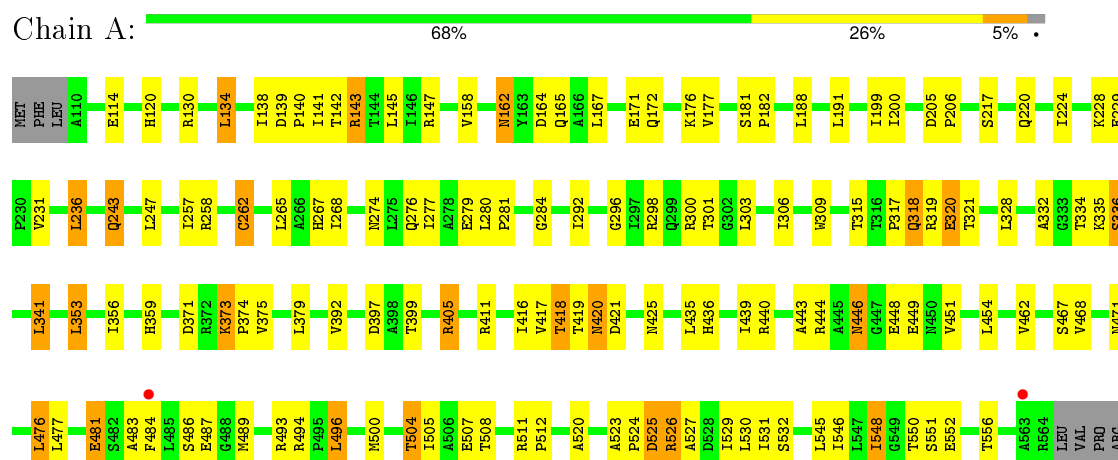 Chain A:
68% 26% 5% •
MET PHE LEU A110 E114 H120 R130 L134 I138 D139 P140 I141 T142 R143 T144 L145 I146 R147 V158 N162 Y163 D164 Q165 A166 L167 E171 Q172 K176 V177 S181 P182 L188 L191 I199 I200 D205 P206 S217 Q220 I224 K228 E229
P230 V231 L236 Q243 L247 I257 R258 C262 L265 A266 H267 I268 N274 L275 Q276 I277 A278 E279 L280 P281 G284 I292 G296 I297 R298 Q299 R300 T301 G302 L303 I306 W309 T315 T316 P317 Q318 R319 E320 T321 L328 A332 G333 T334 K335 S336
L341 L353 I356 H359 D371 R372 K373 P374 V375 L379 V392 D397 A398 T399 R405 R411 I416 V417 T418 T419 N420 D421 N425 L435 H436 I439 R440 A443 R444 A445 N446 G447 E448 E449 N450 V451 L454 V462 S467 V468 N471
L476 L477 E481 S482 A483 F484 L485 S486 E487 G488 M489 R493 R494 P495 L496 M500 T504 I505 A506 E507 T508 R511 P512 A520 A523 P524 D525 R526 A527 D528 I529 L530 I531 S532 L545 I546 L547 I548 G549 T550 S551 E552 T556 A563 R564 LEU VAL PRO